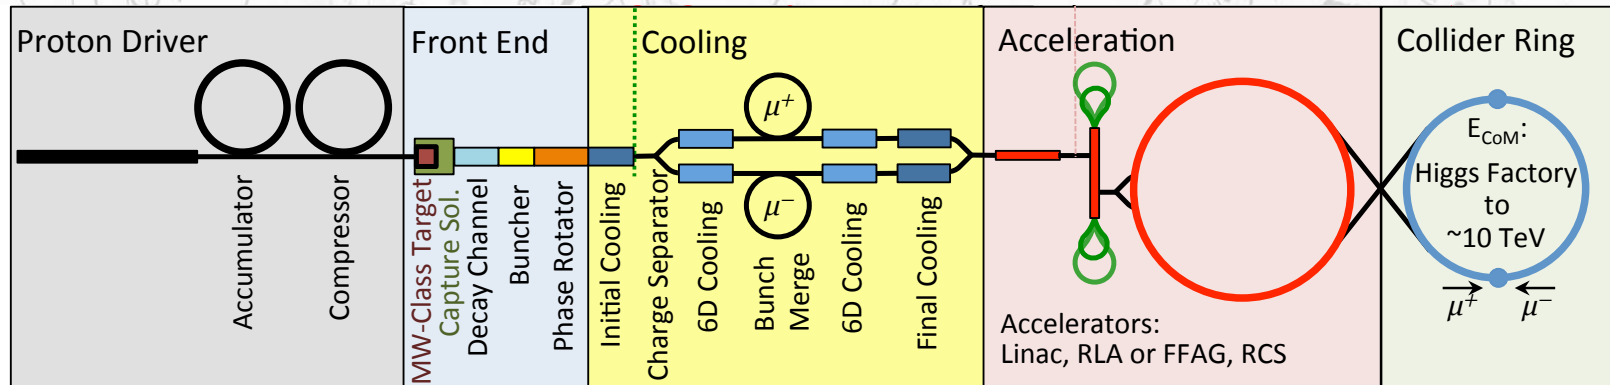 Proton Driver
Accumulator
Compressor
Front End
MW-Class Target
Capture Sol.
Decay Channel
Buncher
Phase Rotator
Cooling
μ+
μ−
Initial Cooling
Charge Separator
6D Cooling
Bunch
Merge
6D Cooling
Final Cooling
Acceleration
Accelerators:
Linac, RLA or FFAG, RCS
Collider Ring
ECoM:
Higgs Factory
to
~10 TeV
μ+ μ−